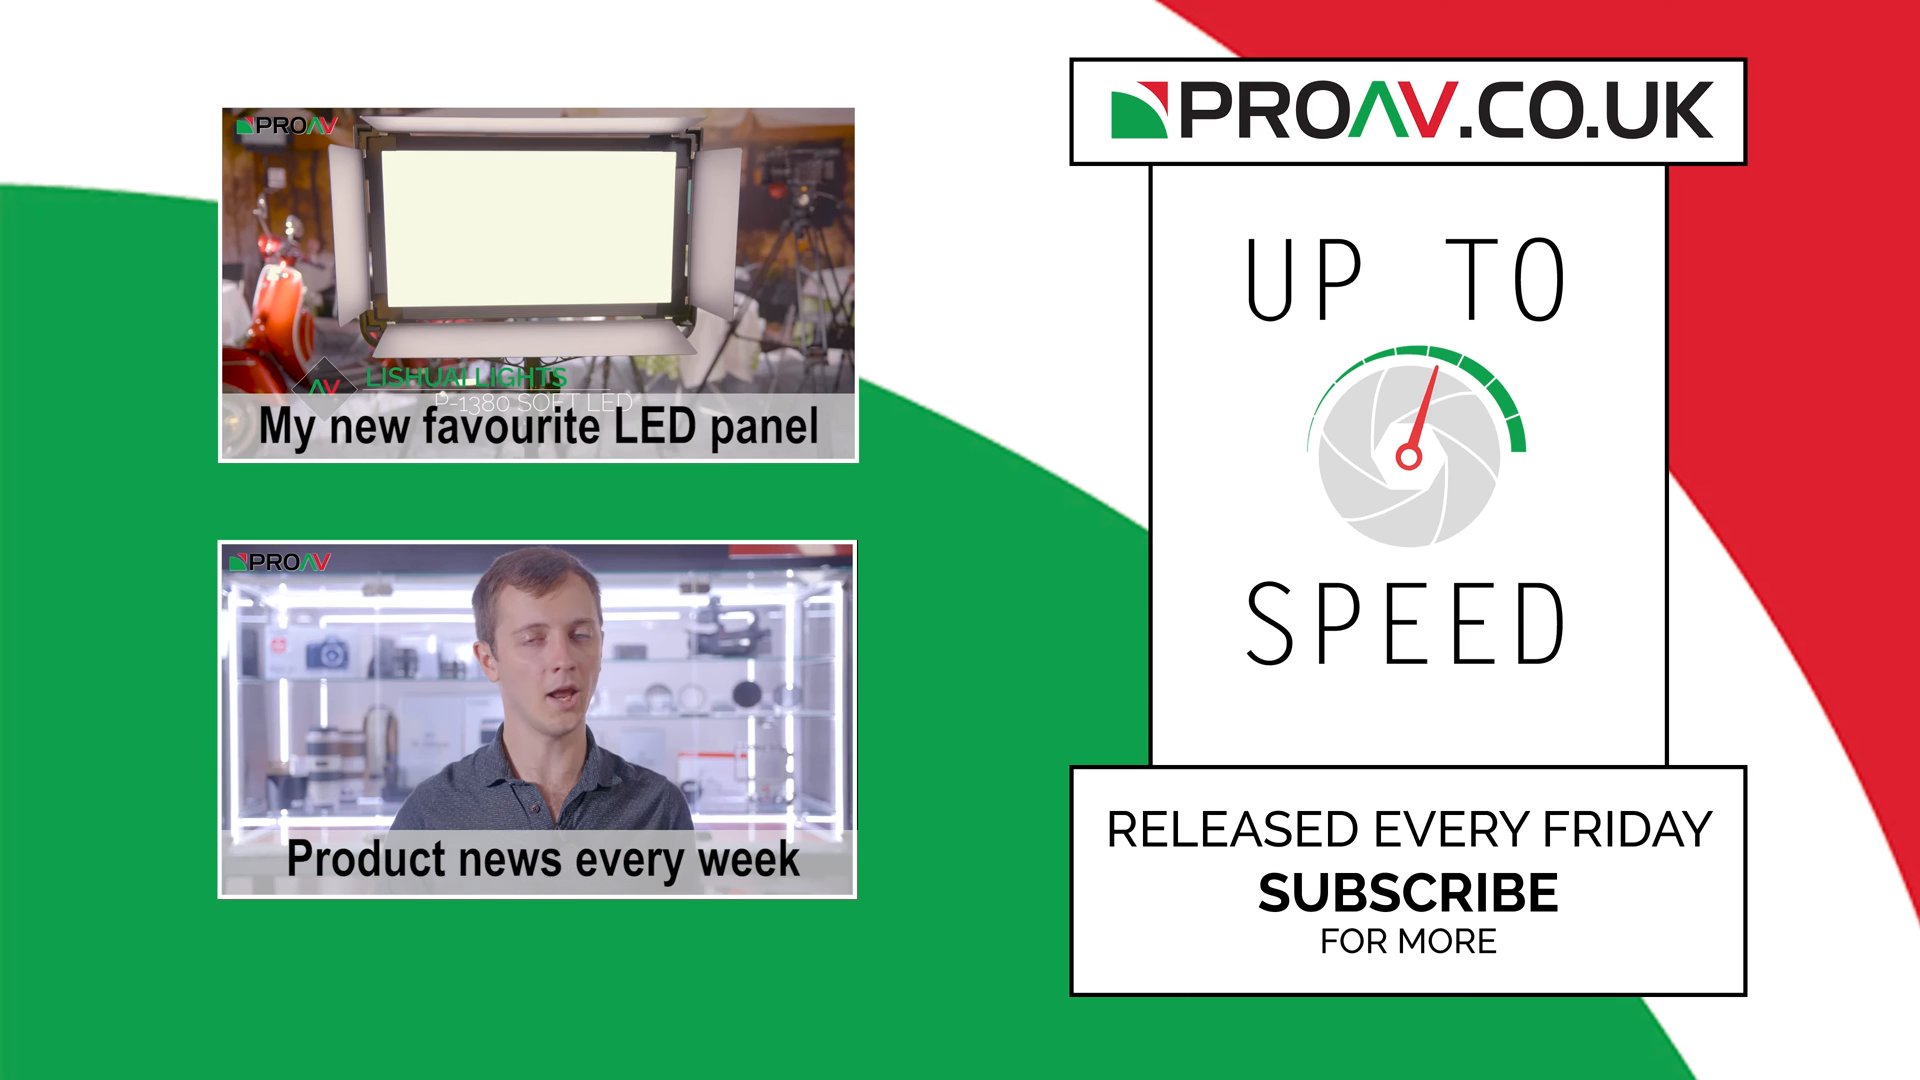 PROAV
LISHUAI LIGHTS
P-1380 SOFT LED
My new favourite LED panel
PROAV
Product news every week
PROAV.CO.UK
UP TO
SPEED
RELEASED EVERY FRIDAY
SUBSCRIBE
FOR MORE